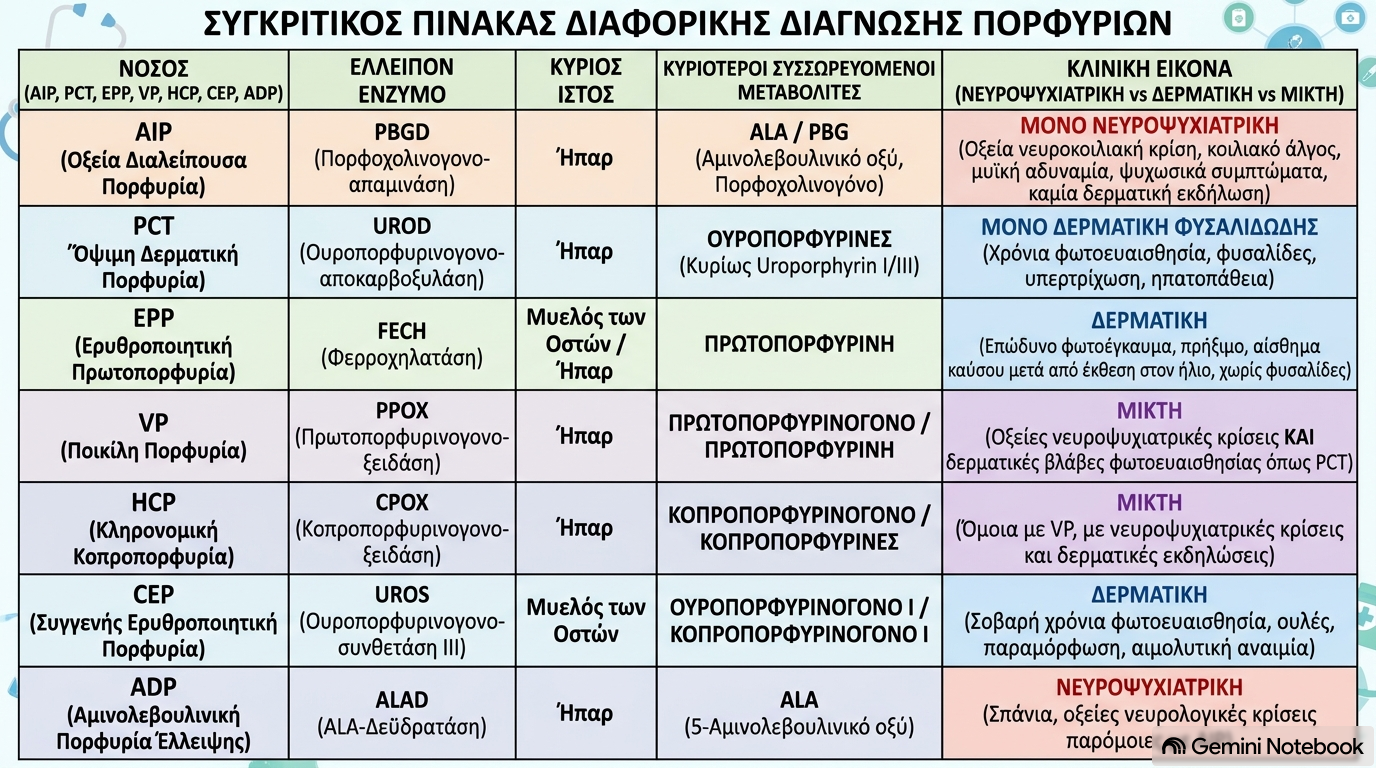 ΣΥΓΚΡΙΤΙΚΟΣ ΠΙΝΑΚΑΣ ΔΙΑΦΟΡΙΚΗΣ ΔΙΑΓΝΩΣΗΣ ΠΟΡΦΥΡΙΩΝ
ΝΟΣΟΣ
(AIP, PCT, EPP, VP, HCP, CEP, ADP)
ΕΛΛΕΙΠΟΝ
ΕΝΖΥΜΟ
ΚΥΡΙΟΣ
ΙΣΤΟΣ
ΚΥΡΙΟΤΕΡΟΙ ΣΥΣΣΩΡΕΥΟΜΕΝΟΙ
ΜΕΤΑΒΟΛΙΤΕΣ
ΚΛΙΝΙΚΗ ΕΙΚΟΝΑ
(ΝΕΥΡΟΨΥΧΙΑΤΡΙΚΗ vs ΔΕΡΜΑΤΙΚΗ vs ΜΙΚΤΗ)
AIP
(Οξεία Διαλείπουσα
Πορφυρία)
PBGD
(Πορφοχολινογονο-
απαμινάση)
Ήπαρ
ALA / PBG
(Αμινολεβουλινικό οξύ,
Πορφοχολινογόνο)
ΜΟΝΟ ΝΕΥΡΟΨΥΧΙΑΤΡΙΚΗ
(Οξεία νευροκοιλιακή κρίση, κοιλιακό άλγος,
μυϊκή αδυναμία, ψυχωσικά συμπτώματα,
καμία δερματική εκδήλωση)
PCT
Ὄψιμη Δερματική
Πορφυρία)
UROD
(Ουροπορφυρινογονο-
αποκαρβοξυλάση)
Ήπαρ
ΟΥΡΟΠΟΡΦΥΡΙΝΕΣ
(Κυρίως Uroporphyrin I/III)
ΜΟΝΟ ΔΕΡΜΑΤΙΚΗ ΦΥΣΑΛΙΔΩΔΗΣ
(Χρόνια φωτοευαισθησία, φυσαλίδες,
υπερτρίχωση, ηπατοπάθεια)
EPP
(Ερυθροποιητική
Πρωτοπορφυρία)
FECH
(Φερροχηλατάση)
Μυελός των
Οστών /
Ήπαρ
ΠΡΩΤΟΠΟΡΦΥΡΙΝΗ
ΔΕΡΜΑΤΙΚΗ
(Επώδυνο φωτοέγκαυμα, πρήξιμο, αίσθημα
καύσου μετά από έκθεση στον ήλιο, χωρίς φυσαλίδες)
VP
(Ποικίλη Πορφυρία)
PPOX
(Πρωτοπορφυρινογονο-
ξειδάση)
Ήπαρ
ΠΡΩΤΟΠΟΡΦΥΡΙΝΟΓΟΝΟ /
ΠΡΩΤΟΠΟΡΦΥΡΙΝΗ
ΜΙΚΤΗ
(Οξείες νευροψυχιατρικές κρίσεις ΚΑΙ
δερματικές βλάβες φωτοευαισθησίας όπως PCT)
HCP
(Κληρονομική
Κοπροπορφυρία)
CPOX
(Κοπροπορφυρινογονο-
ξειδάση)
Ήπαρ
ΚΟΠΡΟΠΟΡΦΥΡΙΝΟΓΟΝΟ /
ΚΟΠΡΟΠΟΡΦΥΡΙΝΕΣ
ΜΙΚΤΗ
(Όμοια με VP, με νευροψυχιατρικές κρίσεις
και δερματικές εκδηλώσεις)
CEP
(Συγγενής Ερυθροποιητική
Πορφυρία)
UROS
(Ουροπορφυρινογονο-
συνθετάση III)
Μυελός των
Οστών
ΟΥΡΟΠΟΡΦΥΡΙΝΟΓΟΝΟ I /
ΚΟΠΡΟΠΟΡΦΥΡΙΝΟΓΟΝΟ I
ΔΕΡΜΑΤΙΚΗ
(Σοβαρή χρόνια φωτοευαισθησία, ουλές,
παραμόρφωση, αιμολυτική αναιμία)
ADP
(Αμινολεβουλινική
Πορφυρία Έλλειψης)
ALAD
(ALA-Δεϋδρατάση)
Ήπαρ
ALA
(5-Αμινολεβουλινικό οξύ)
ΝΕΥΡΟΨΥΧΙΑΤΡΙΚΗ
(Σπάνια, οξείες νευρολογικές κρίσεις
Gemini Notebook